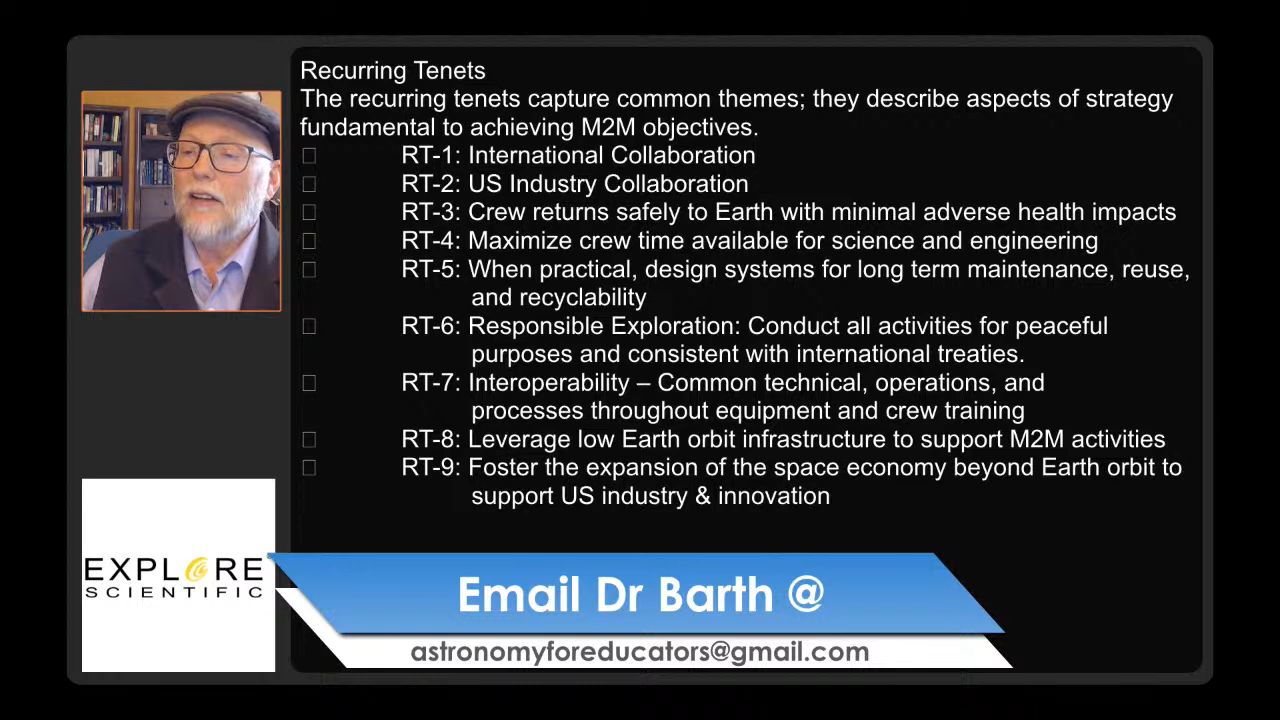 Recurring Tenets
The recurring tenets capture common themes; they describe aspects of strategy
fundamental to achieving M2M objectives.
RT-1: International Collaboration
RT-2: US Industry Collaboration
RT-3: Crew returns safely to Earth with minimal adverse health impacts
RT-4: Maximize crew time available for science and engineering
RT-5: When practical, design systems for long term maintenance, reuse,
and recyclability
RT-6: Responsible Exploration: Conduct all activities for peaceful
purposes and consistent with international treaties.
RT-7: Interoperability – Common technical, operations, and
processes throughout equipment and crew training
RT-8: Leverage low Earth orbit infrastructure to support M2M activities
RT-9: Foster the expansion of the space economy beyond Earth orbit to
support US industry & innovation
EXPLORE
SCIENTIFIC
Email Dr Barth @
astronomyforeducators@gmail.com